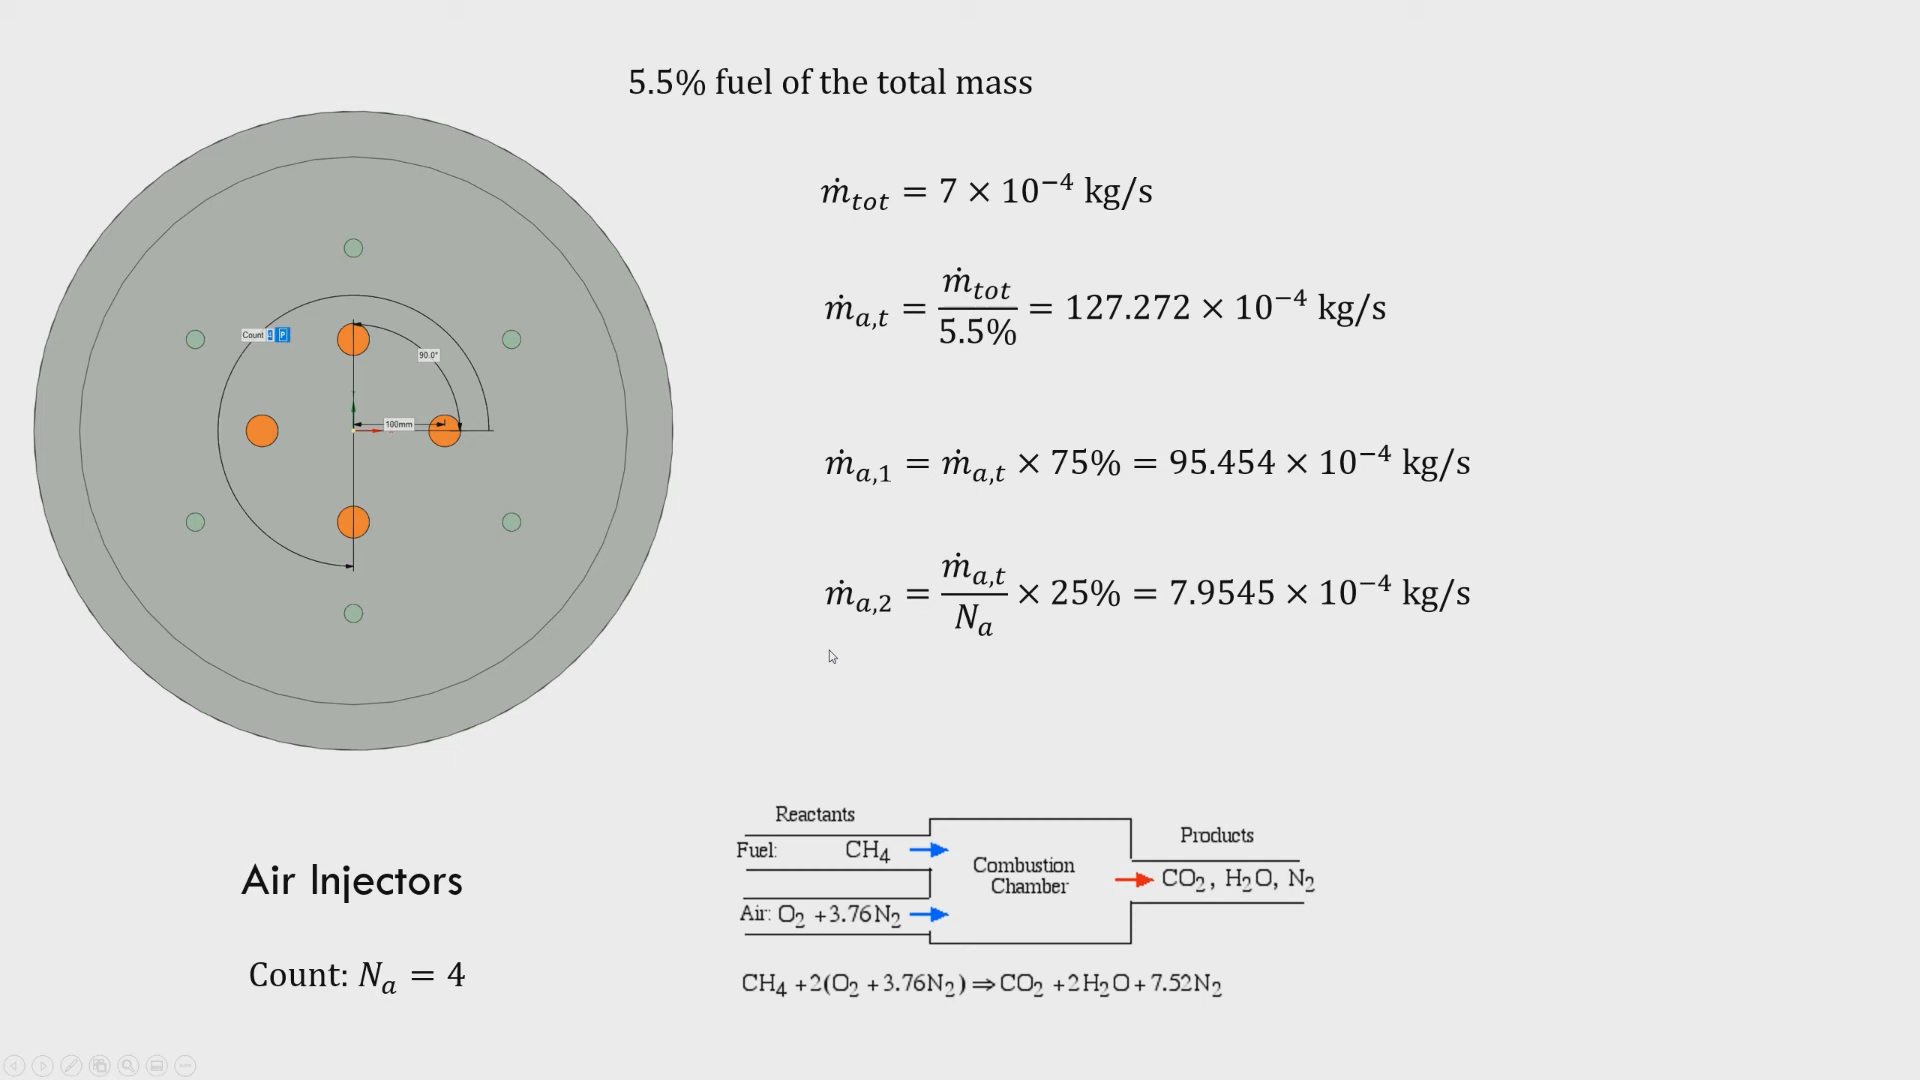 5.5% fuel of the total mass
ṁ_tot = 7 × 10⁻⁴ kg/s
ṁ_a,t = ṁ_tot / 5.5% = 127.272 × 10⁻⁴ kg/s
Count
P
90.0°
100mm
ṁ_a,1 = ṁ_a,t × 75% = 95.454 × 10⁻⁴ kg/s
ṁ_a,2 = ṁ_a,t / N_a × 25% = 7.9545 × 10⁻⁴ kg/s
Air Injectors
Count: N_a = 4
Reactants
Products
Fuel: CH₄
Combustion
Chamber
CO₂, H₂O, N₂
Air: O₂ +3.76N₂
CH₄ +2(O₂ +3.76N₂) ⇒ CO₂ +2H₂O + 7.52N₂